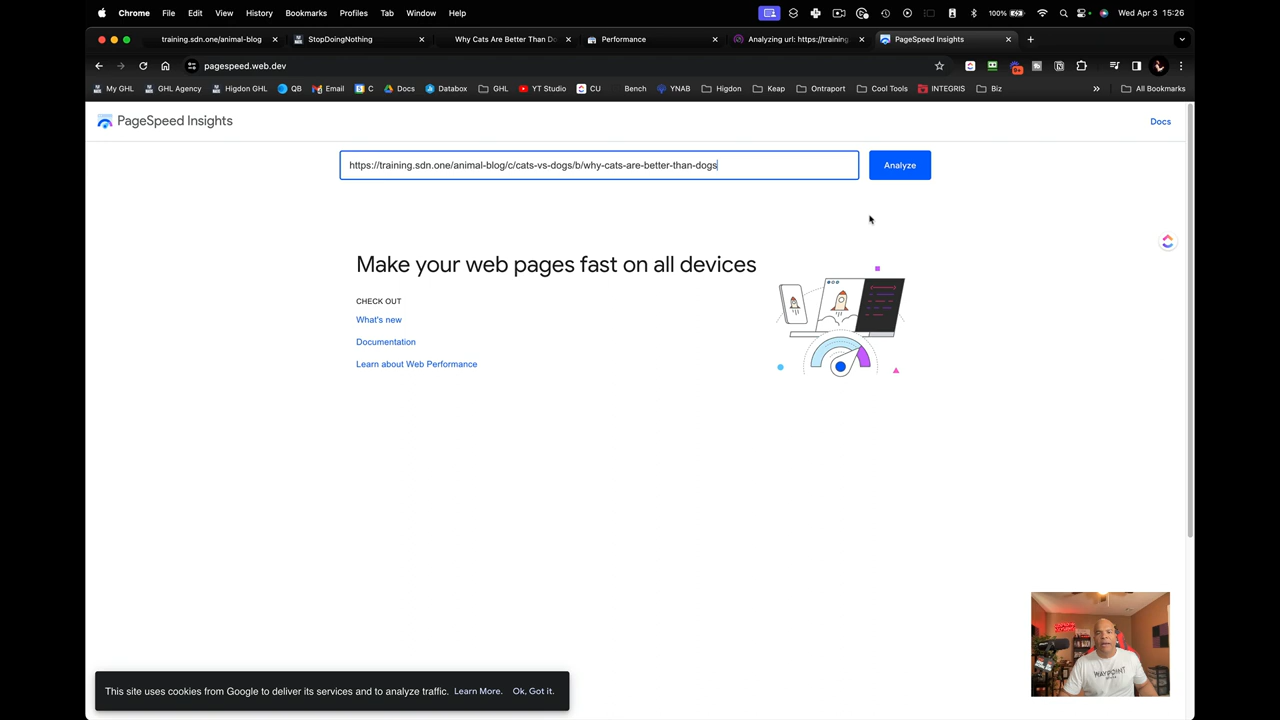 Chrome File Edit View History Bookmarks Profiles Tab Window Help 100% Wed Apr 3 15:26
training.sdn.one/animal-blog StopDoingNothing Why Cats Are Better Than Do Performance Analyzing url: https://training PageSpeed Insights
pagespeed.web.dev
My GHL GHL Agency Higdon GHL QB Email C Docs Databox GHL YT Studio CU Bench YNAB Higdon Keap Ontraport Cool Tools INTEGRIS Biz All Bookmarks
PageSpeed Insights Docs
https://training.sdn.one/animal-blog/c/cats-vs-dogs/b/why-cats-are-better-than-dogs Analyze
Make your web pages fast on all devices
CHECK OUT
What's new
Documentation
Learn about Web Performance
WAYPOINT
This site uses cookies from Google to deliver its services and to analyze traffic. Learn More. Ok, Got it.